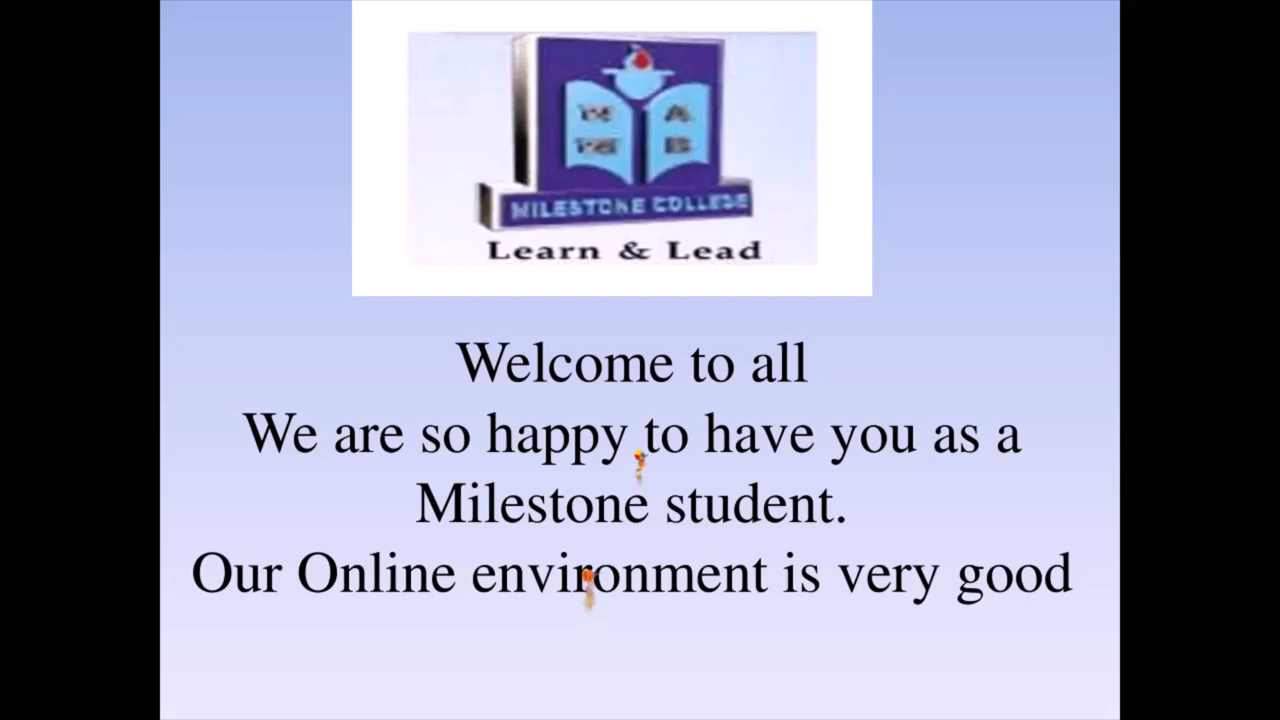 A
B
MILESTONE COLLEGE
Learn & Lead
Welcome to all
We are so happy to have you as a
Milestone student.
Our Online environment is very good